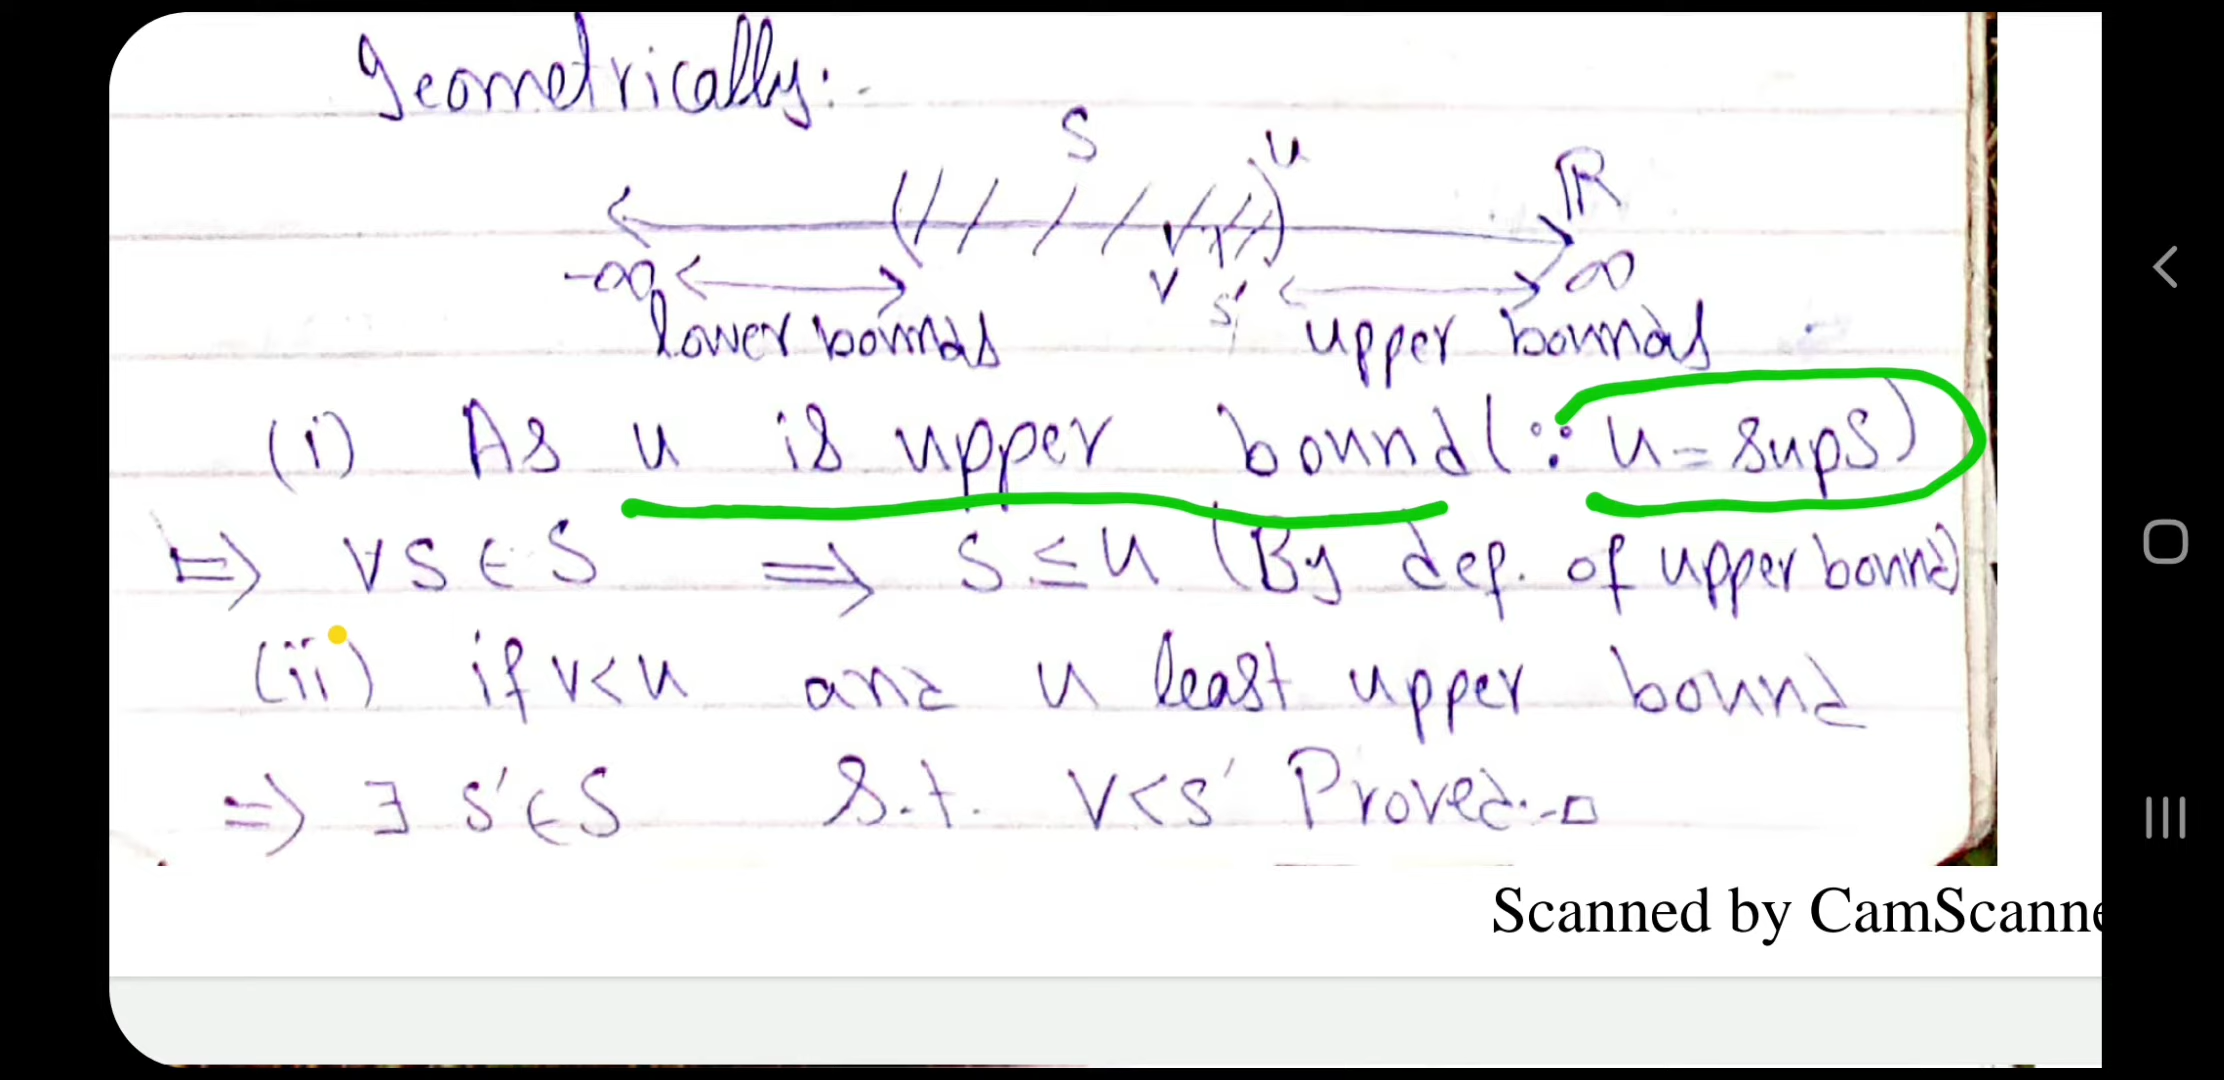 Geometrically:-
S
u
R
-∞
v
s'
∞
lower bounds
upper bounds
(i) As u is upper bound (∵ u = sup S)
⇒ ∀ s ∈ S ⇒ s ≤ u (By def. of upper bound)
(ii) if v < u and u least upper bound
⇒ ∃ s' ∈ S s.t. v < s' Proved.-□
Scanned by CamScanne